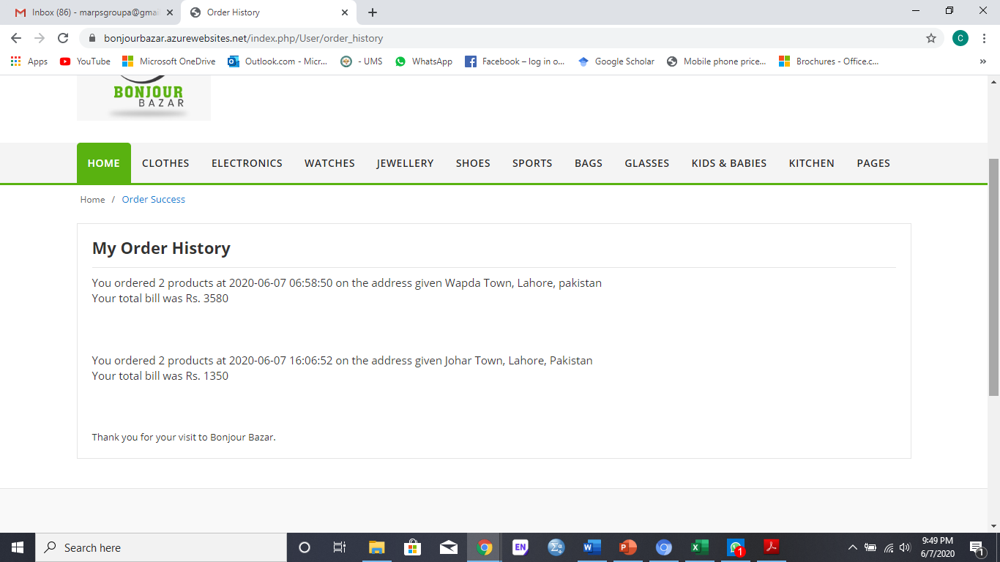 Inbox (86) - marpsgroupa@gmai
Order History
bonjourbazar.azurewebsites.net/index.php/User/order_history
C
Apps
YouTube
Microsoft OneDrive
Outlook.com - Micr...
- UMS
WhatsApp
Facebook – log in o...
Google Scholar
Mobile phone price...
Brochures - Office.c...
»
BONJOUR
BAZAR
HOME
CLOTHES
ELECTRONICS
WATCHES
JEWELLERY
SHOES
SPORTS
BAGS
GLASSES
KIDS & BABIES
KITCHEN
PAGES
Home / Order Success
My Order History
You ordered 2 products at 2020-06-07 06:58:50 on the address given Wapda Town, Lahore, pakistan
Your total bill was Rs. 3580
You ordered 2 products at 2020-06-07 16:06:52 on the address given Johar Town, Lahore, Pakistan
Your total bill was Rs. 1350
Thank you for your visit to Bonjour Bazar.
Search here
EN
1
9:49 PM
6/7/2020
1